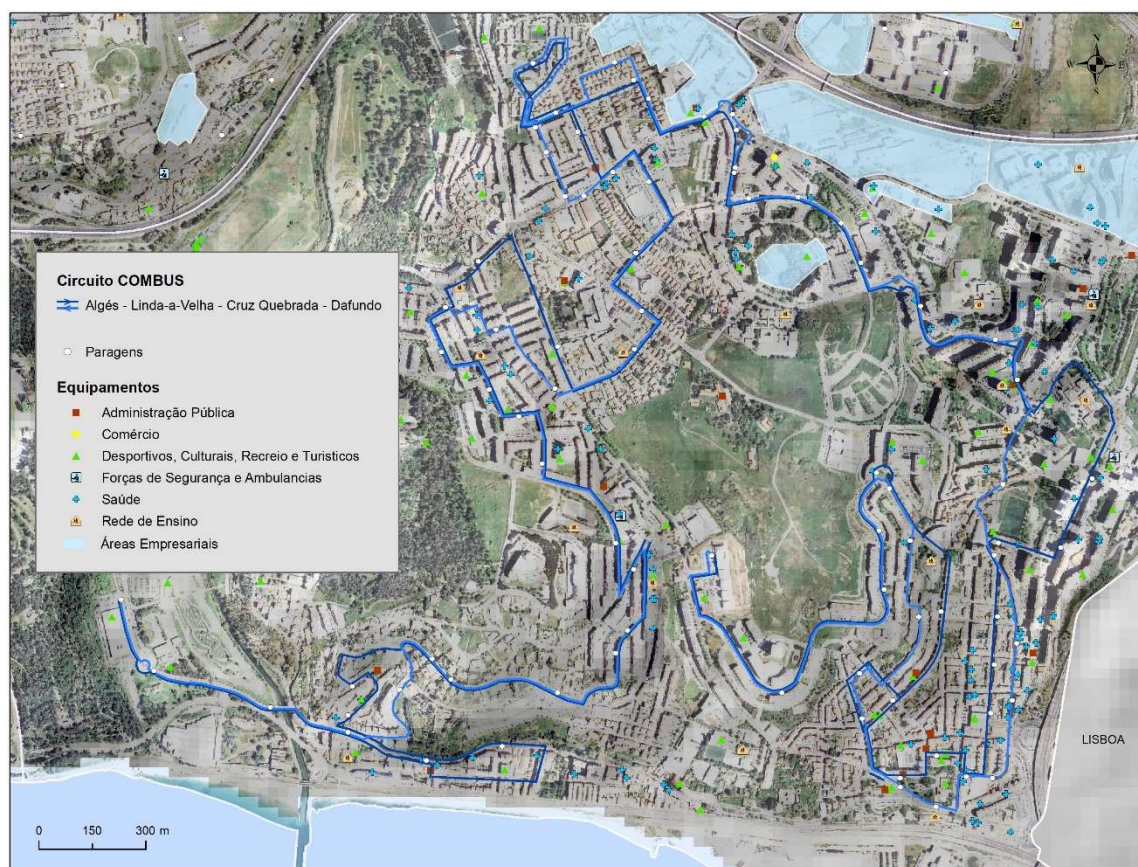 N
W E
S
Circuito COMBUS
Algés - Linda-a-Velha - Cruz Quebrada - Dafundo
Paragens
Equipamentos
Administração Pública
Comércio
Desportivos, Culturais, Recreio e Turisticos
Forças de Segurança e Ambulancias
Saúde
Rede de Ensino
Áreas Empresariais
LISBOA
0 150 300 m